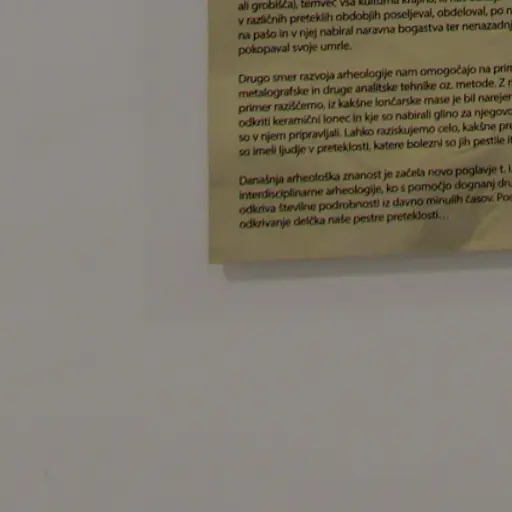 ali grobišča), temveč vsa kulturna krajina, ki
v različnih preteklih obdobjih poseljeval, obdeloval, po
na pašo in v njej nabiral naravna bogastva ter nenazadnj
pokopaval svoje umrle.
Drugo smer razvoja arheologije nam omogočajo na prin
metalografske in druge analitske tehnike oz. metode. Z
primer raziščemo, iz kakšne lončarske mase je bil narejen
odkriti keramični lonec in kje so nabirali glino za njegovo
so v njem pripravljali. Lahko raziskujemo celo, kakšne pre
so imeli ljudje v preteklosti, katere bolezni so jih pestile
Današnja arheološka znanost je začela novo poglavje t. i.
interdisciplinarne arheologije, ko s pomočjo dognanj dru
odkriva številne podrobnosti iz davno minulih časov. Po
odkrivanje delčka naše pestre preteklosti…